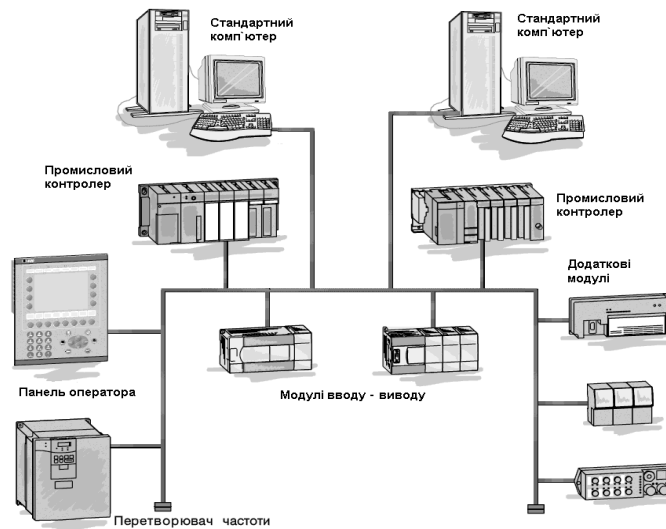 Стандартний
комп`ютер
Стандартний
комп`ютер
Промисловий
контролер
Промисловий
контролер
Додаткові
модулі
Панель оператора
Модулі вводу - виводу
Перетворювач частоти